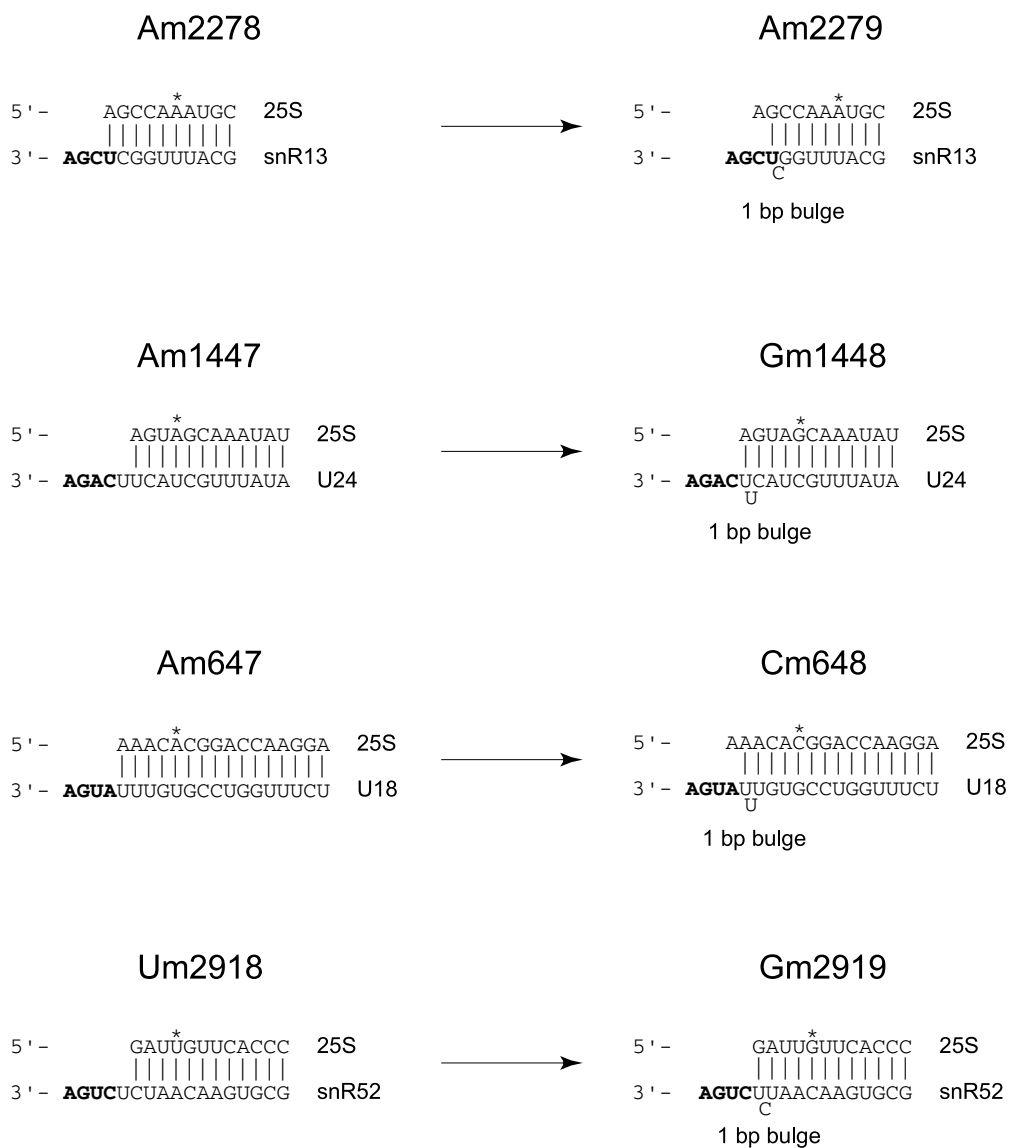 Am2278 Am2279
* *
5'- AGCCAAAUGC 25S AGCCAAAUGC 25S
3'- AGCUCGGUUUACG snR13 3'- AGCUGGUUUACG snR13
C
1 bp bulge
Am1447 Gm1448
* *
5'- AGUAGCAAAUAU 25S 5'- AGUAGCAAAUAU 25S
3'- AGACUUCAUCGUUUAUA U24 3'- AGACUCAUCGUUUAUA U24
U
1 bp bulge
Am647 Cm648
* *
5'- AAACACGGACCAAGGA 25S 5'- AAACACGGACCAAGGA 25S
3'- AGUAUUUGUGCCUGGUUUCU U18 3'- AGUAUUGUGCCUGGUUUCU U18
U
1 bp bulge
Um2918 Gm2919
* *
5'- GAUUGUUCACCC 25S 5'- GAUUGUUCACCC 25S
3'- AGUCUCUAACAAGUGCG snR52 3'- AGUCUUAACAAGUGCG snR52
C
1 bp bulge